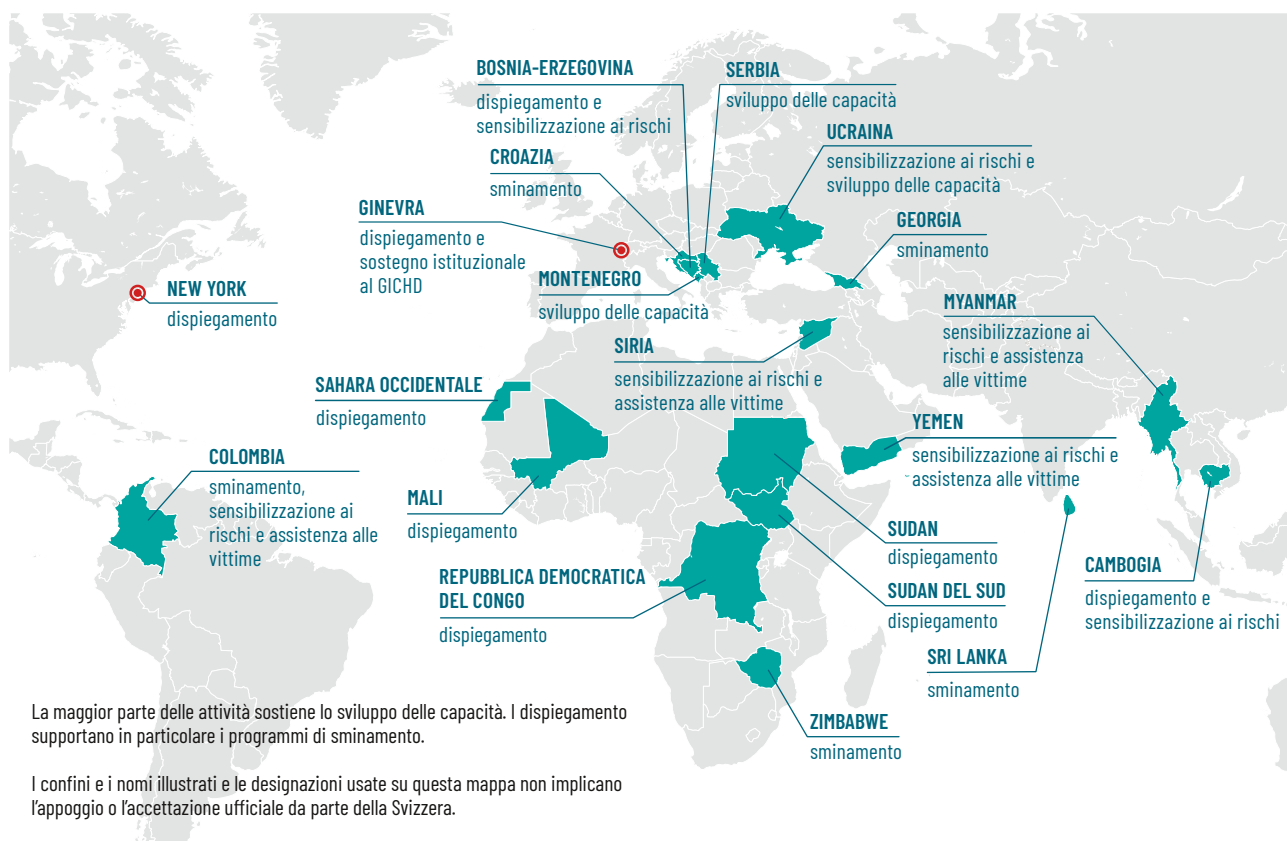 BOSNIA-ERZEGOVINA
dispiegamento e
sensibilizzazione ai rischi
SERBIA
sviluppo delle capacità
UCRAINA
sensibilizzazione ai rischi e
sviluppo delle capacità
CROAZIA
sminamento
GINEVRA
dispiegamento e
sostegno istituzionale
al GICHD
GEORGIA
sminamento
MONTENEGRO
sviluppo delle capacità
NEW YORK
dispiegamento
MYANMAR
sensibilizzazione ai
rischi e assistenza
alle vittime
SIRIA
sensibilizzazione ai rischi e
assistenza alle vittime
SAHARA OCCIDENTALE
dispiegamento
YEMEN
sensibilizzazione ai rischi e
assistenza alle vittime
COLOMBIA
sminamento,
sensibilizzazione ai
rischi e assistenza alle
vittime
MALI
dispiegamento
SUDAN
dispiegamento
CAMBOGIA
dispiegamento e
sensibilizzazione ai rischi
REPUBBLICA DEMOCRATICA
DEL CONGO
dispiegamento
SUDAN DEL SUD
dispiegamento
SRI LANKA
sminamento
ZIMBABWE
sminamento
La maggior parte delle attività sostiene lo sviluppo delle capacità. I dispiegamento
supportano in particolare i programmi di sminamento.
I confini e i nomi illustrati e le designazioni usate su questa mappa non implicano
l'appoggio o l'accettazione ufficiale da parte della Svizzera.